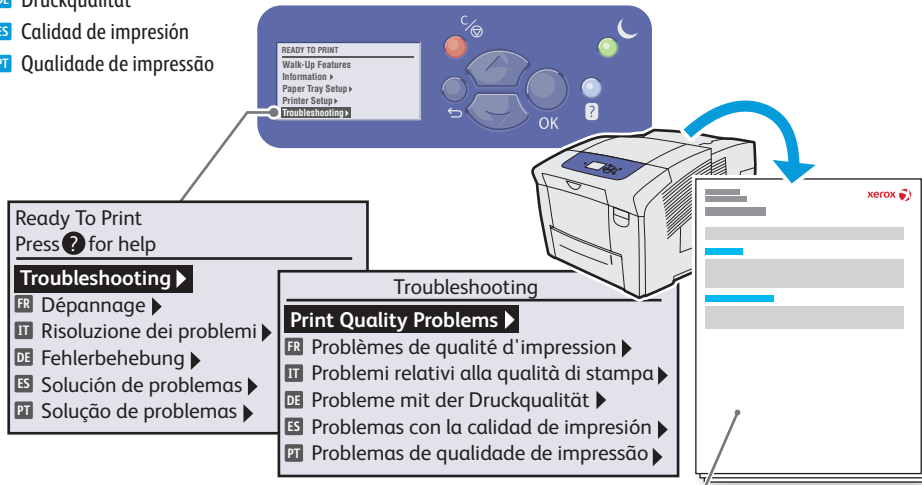 DE Druckqualität
ES Calidad de impresión
PT Qualidade de impressão
C/
READY TO PRINT
Walk-Up Features
Information
Paper Tray Setup
Printer Setup
Troubleshooting
OK
?
xerox
Ready To Print
Press ? for help
Troubleshooting
FR Dépannage
IT Risoluzione dei problemi
DE Fehlerbehebung
ES Solución de problemas
PT Solução de problemas
Troubleshooting
Print Quality Problems
FR Problèmes de qualité d'impression
IT Problemi relativi alla qualità di stampa
DE Probleme mit der Druckqualität
ES Problemas con la calidad de impresión
PT Problemas de qualidade de impressão